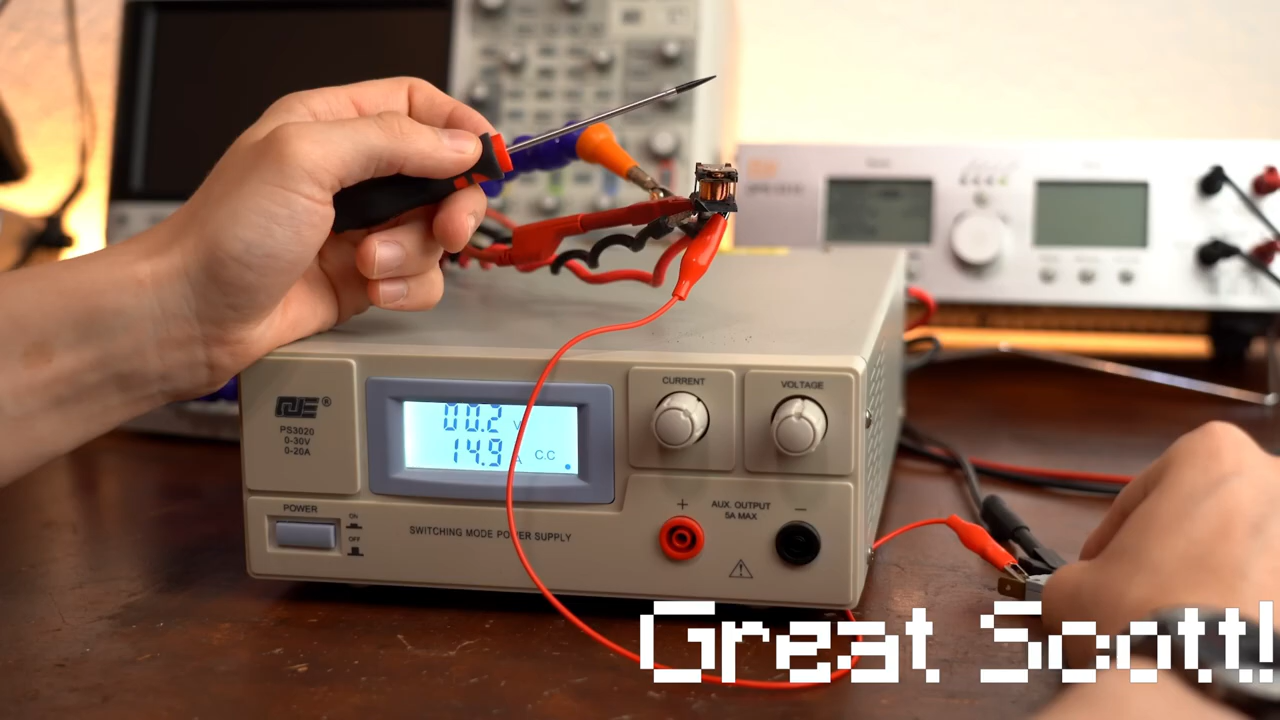 PS3020
0-30V
0-20A
00.2 V
14.9 A C.C
CURRENT
VOLTAGE
POWER
ON
OFF
SWITCHING MODE POWER SUPPLY
+ AUX. OUTPUT −
5A MAX
Great Scott!